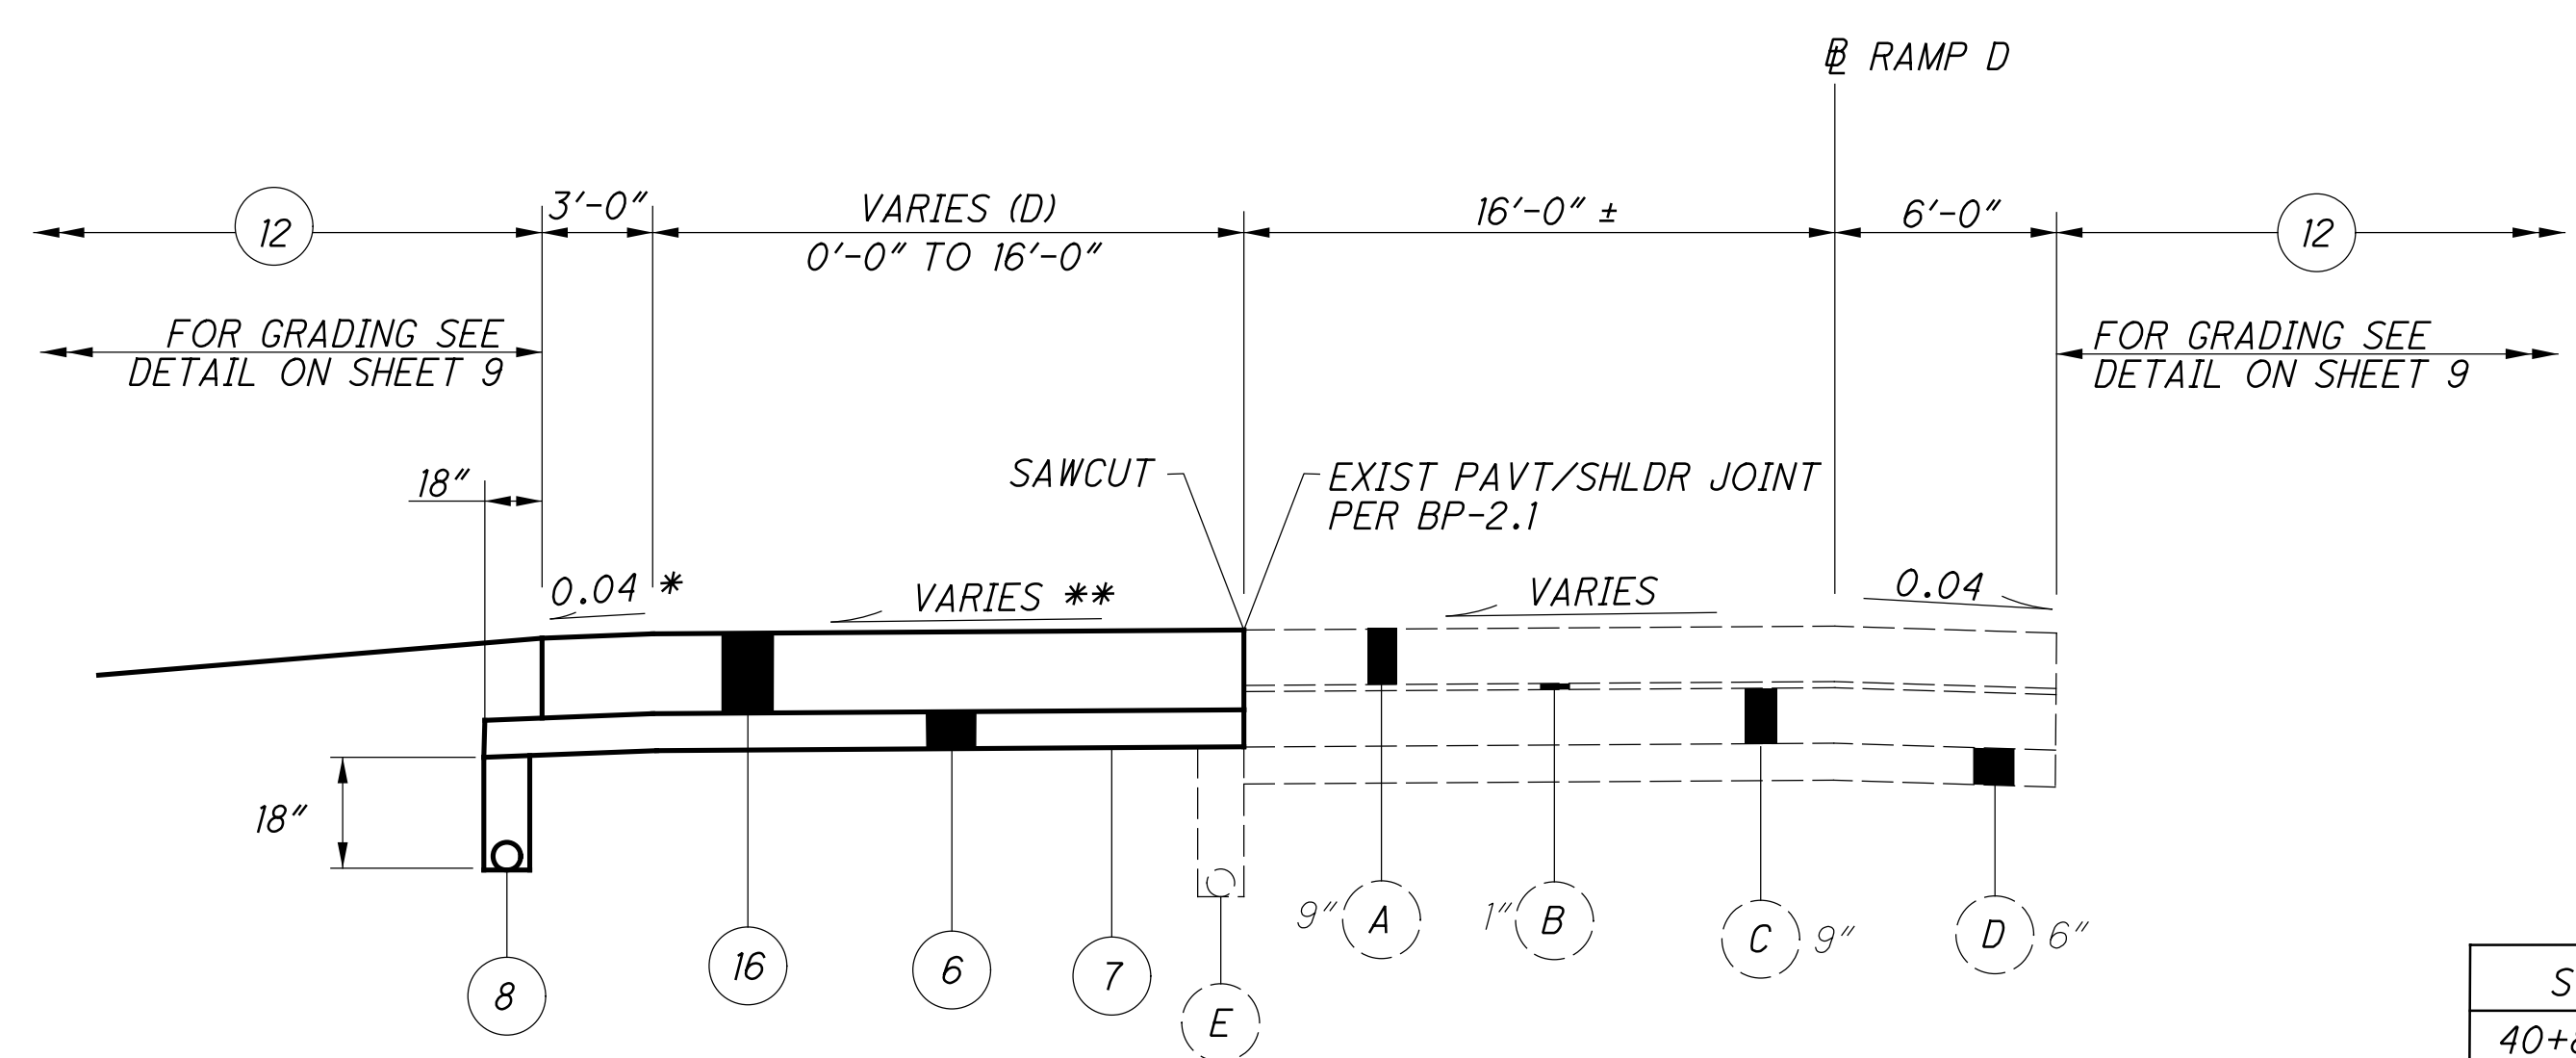 ℄ RAMP D
12
3'-0"
VARIES (D)
0'-0" TO 16'-0"
16'-0" ±
6'-0"
12
FOR GRADING SEE
DETAIL ON SHEET 9
FOR GRADING SEE
DETAIL ON SHEET 9
18"
SAWCUT
EXIST PAVT/SHLDR JOINT
PER BP-2.1
0.04 *
VARIES **
VARIES
0.04
18"
8
16
6
7
E
9" A
1" B
C 9"
D 6"
S
40+